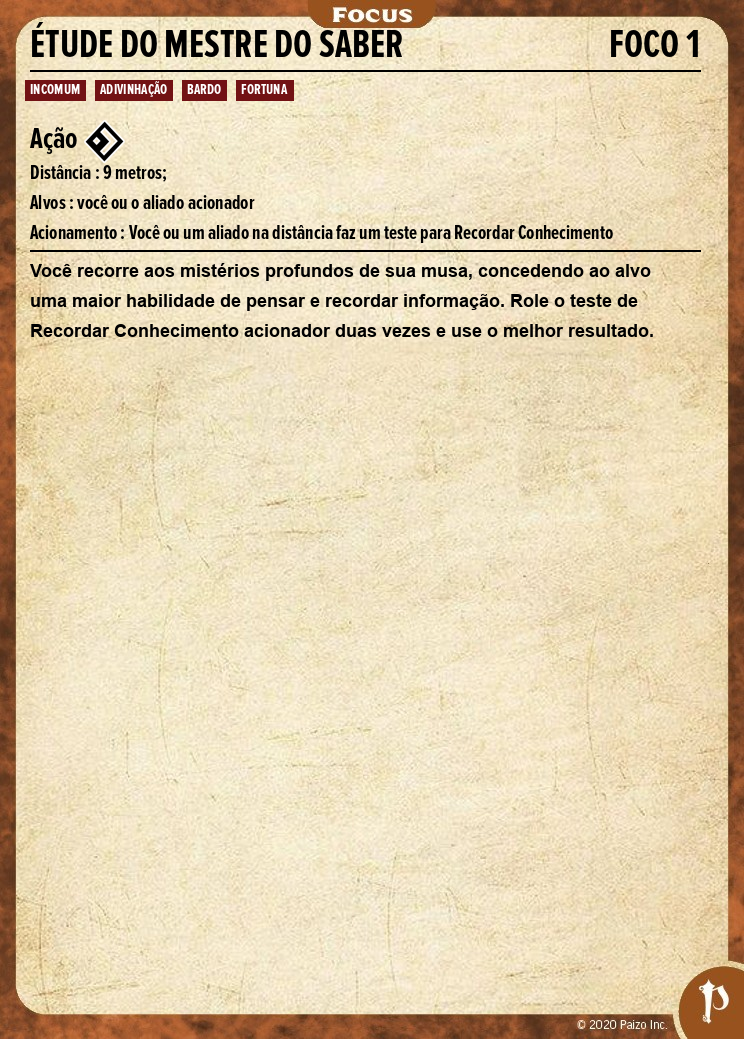 Focus
ÉTUDE DO MESTRE DO SABER FOCO 1
INCOMUM ADIVINHAÇÃO BARDO FORTUNA
Ação
Distância : 9 metros;
Alvos : você ou o aliado acionador
Acionamento : Você ou um aliado na distância faz um teste para Recordar Conhecimento
Você recorre aos mistérios profundos de sua musa, concedendo ao alvo
uma maior habilidade de pensar e recordar informação. Role o teste de
Recordar Conhecimento acionador duas vezes e use o melhor resultado.
© 2020 Paizo Inc.
P